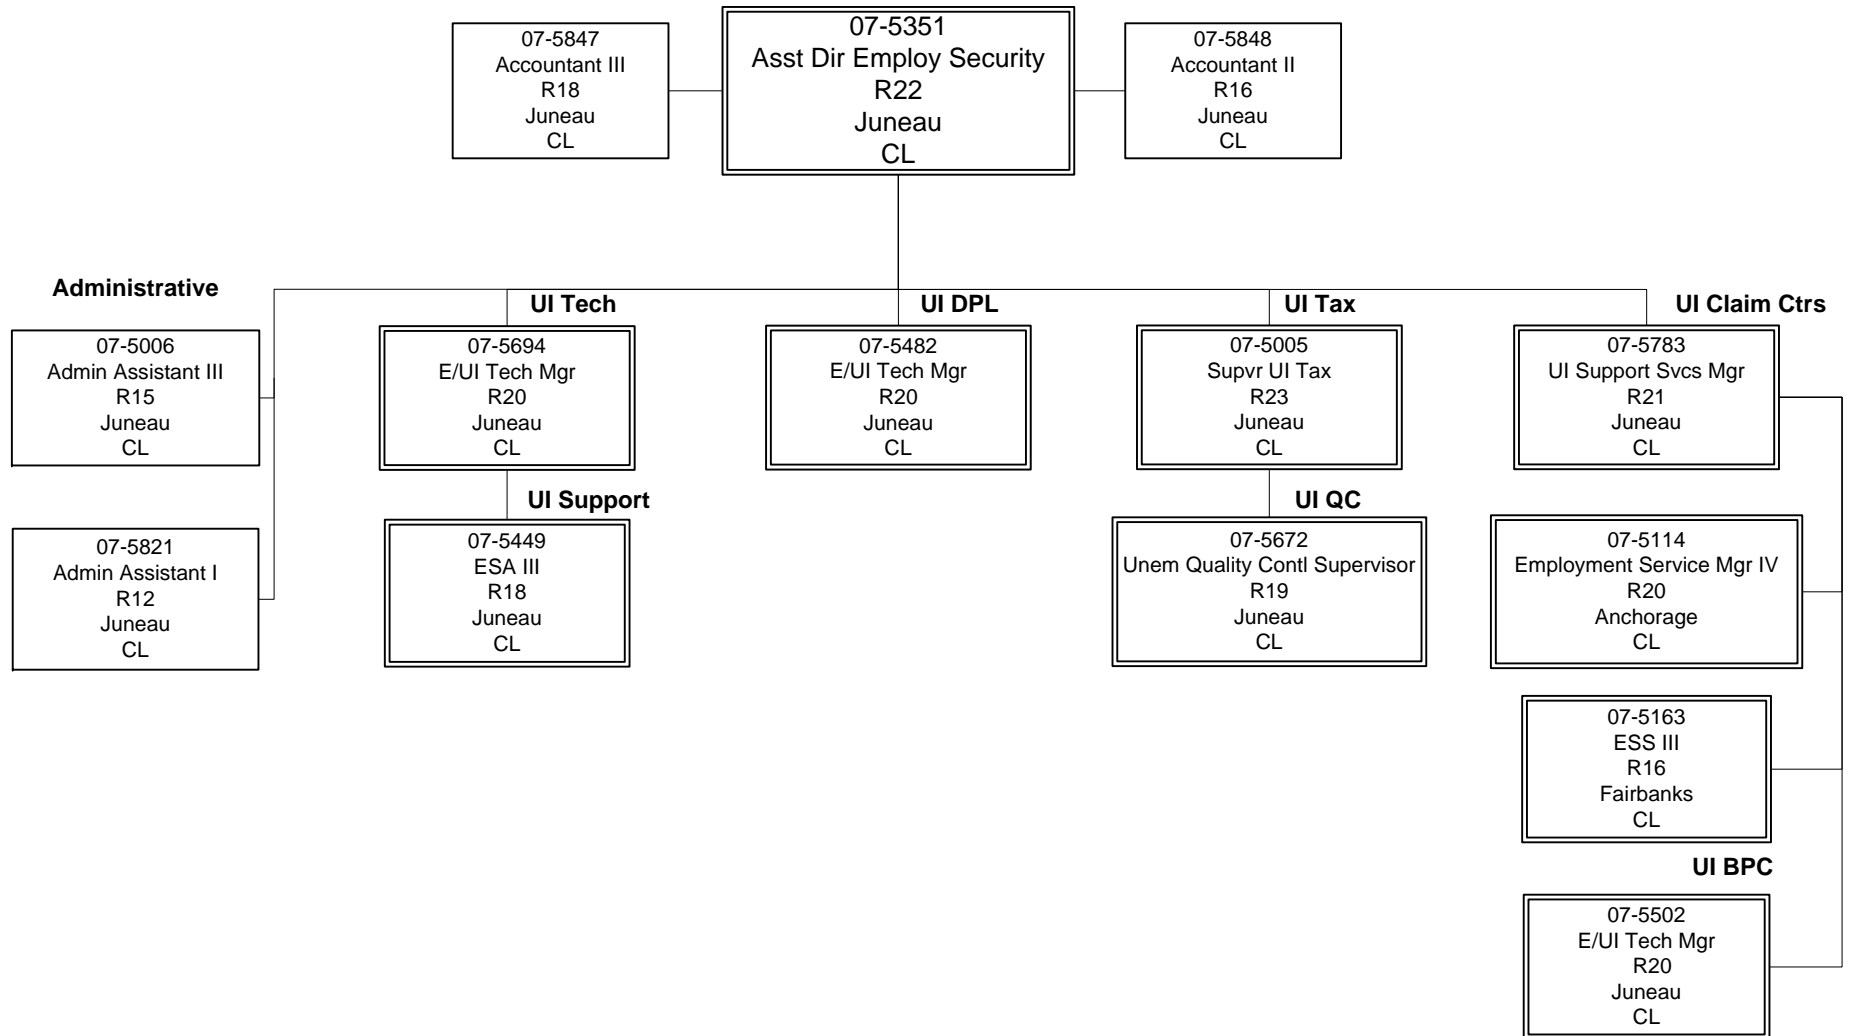 07-5847
Accountant III
R18
Juneau
CL
07-5351
Asst Dir Employ Security
R22
Juneau
CL
07-5848
Accountant II
R16
Juneau
CL
Administrative
07-5006
Admin Assistant III
R15
Juneau
CL
07-5821
Admin Assistant I
R12
Juneau
CL
UI Tech
07-5694
E/UI Tech Mgr
R20
Juneau
CL
UI Support
07-5449
ESA III
R18
Juneau
CL
UI DPL
07-5482
E/UI Tech Mgr
R20
Juneau
CL
UI Tax
07-5005
Supvr UI Tax
R23
Juneau
CL
UI QC
07-5672
Unem Quality Contl Supervisor
R19
Juneau
CL
UI Claim Ctrs
07-5783
UI Support Svcs Mgr
R21
Juneau
CL
07-5114
Employment Service Mgr IV
R20
Anchorage
CL
07-5163
ESS III
R16
Fairbanks
CL
UI BPC
07-5502
E/UI Tech Mgr
R20
Juneau
CL